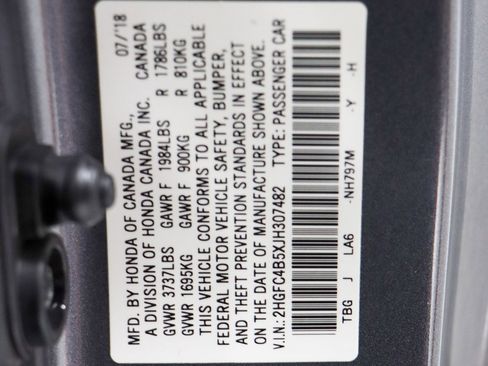 MFD. BY HONDA OF CANADA MFG., 07/'18
A DIVISION OF HONDA CANADA INC. CANADA
GVWR 3737LBS GAWR F 1984LBS R 1786LBS
GVWR 1695KG GAWR F 900KG R 810KG
THIS VEHICLE CONFORMS TO ALL APPLICABLE
FEDERAL MOTOR VEHICLE SAFETY, BUMPER,
AND THEFT PREVENTION STANDARDS IN EFFECT
ON THE DATE OF MANUFACTURE SHOWN ABOVE.
V.I.N.: 2HGFC4B5XJH307482 TYPE: PASSENGER CAR
TBG J LA6 -NH797M -Y -H